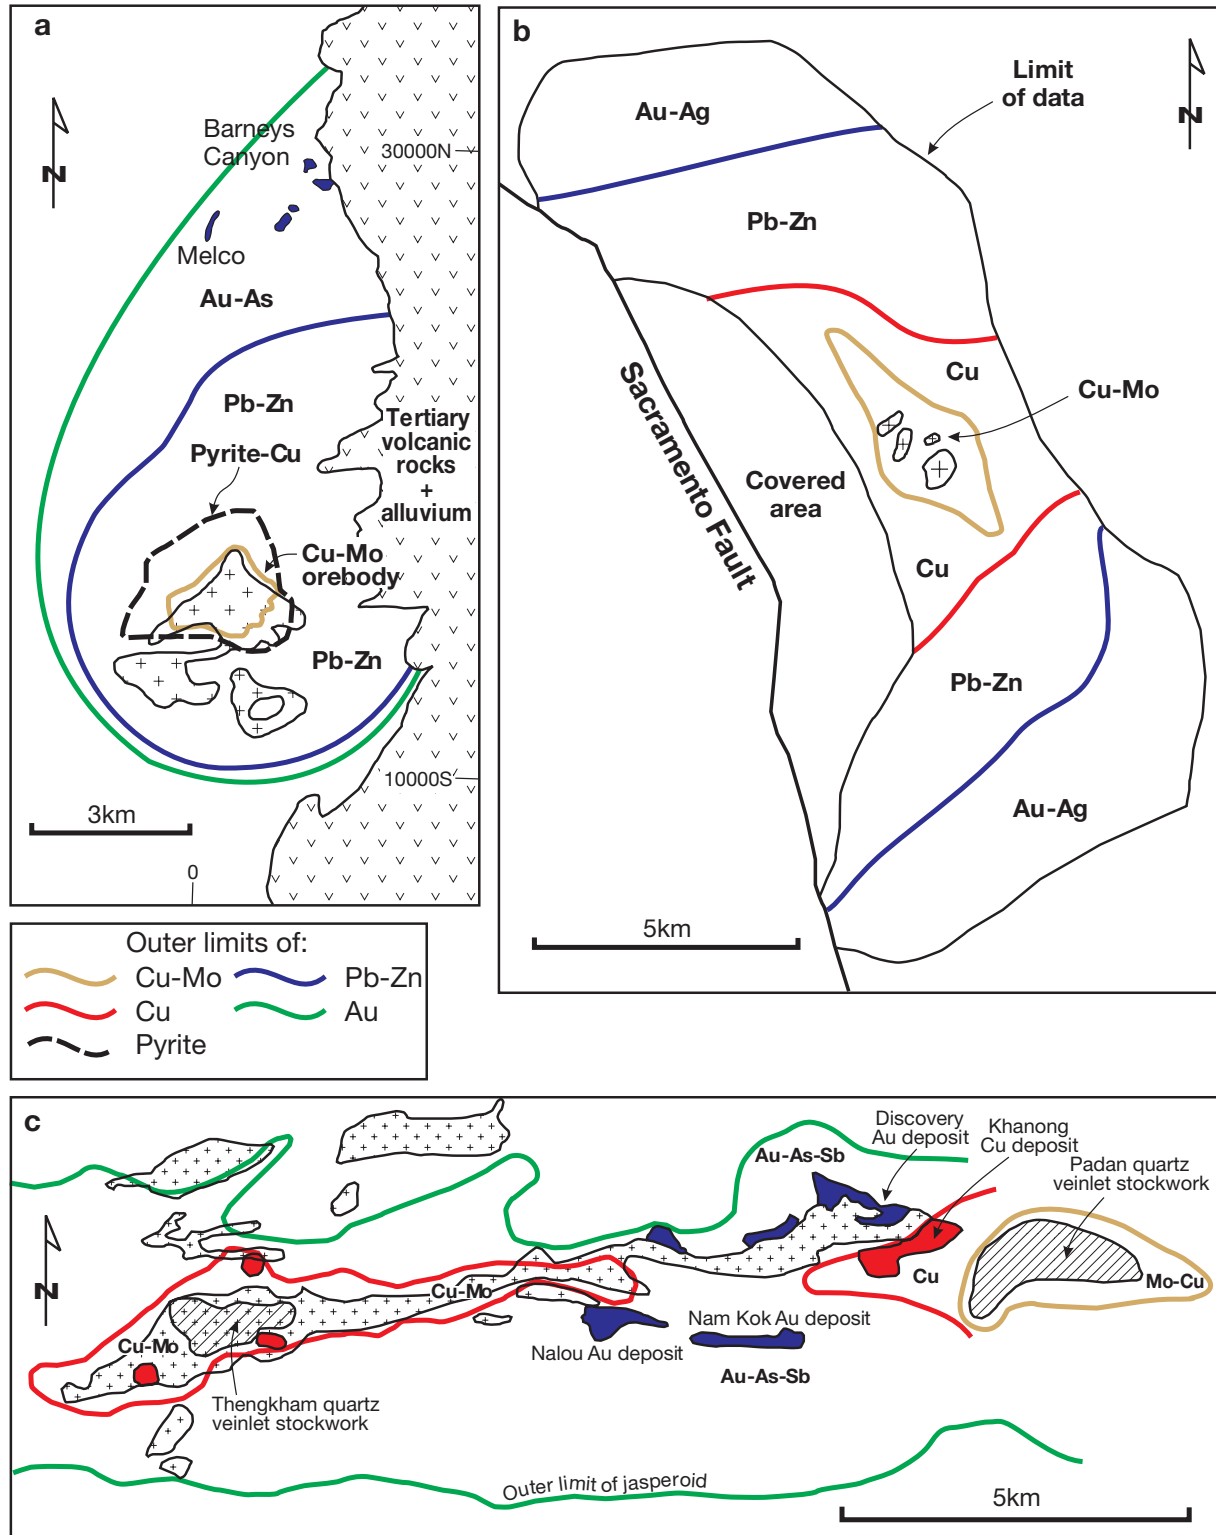 a
N
Barneys
Canyon
30000N
Melco
Au-As
Pb-Zn
Pyrite-Cu
Tertiary
volcanic
rocks
+
alluvium
Cu-Mo
orebody
Pb-Zn
10000S
3km
0
b
N
Limit
of data
Au-Ag
Pb-Zn
Cu
Cu-Mo
Sacramento Fault
Covered
area
Cu
Pb-Zn
Au-Ag
5km
Outer limits of:
Cu-Mo
Pb-Zn
Cu
Au
Pyrite
c
N
Discovery
Au deposit
Khanong
Cu deposit
Padan quartz
veinlet stockwork
Au-As-Sb
Cu
Mo-Cu
Cu-Mo
Cu-Mo
Nam Kok Au deposit
Nalou Au deposit
Au-As-Sb
Thengkham quartz
veinlet stockwork
Outer limit of jasperoid
5km